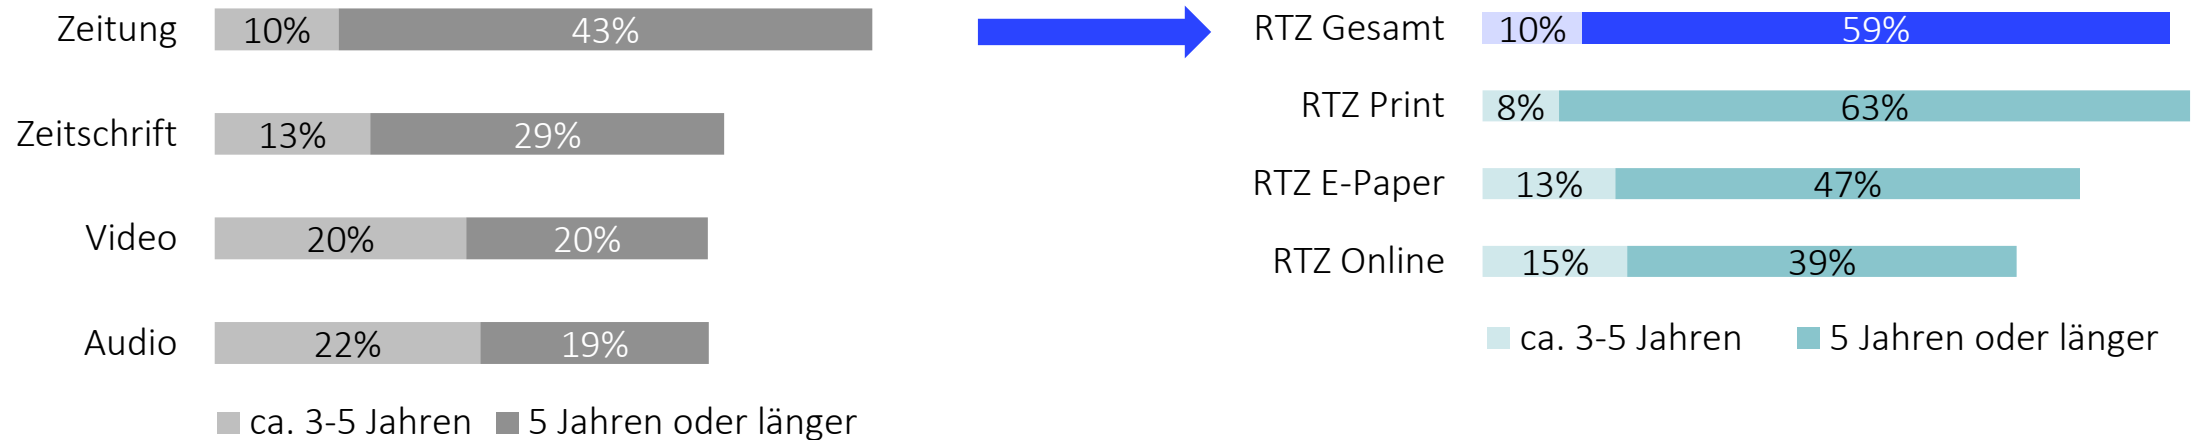 Zeitung 10% 43%
Zeitschrift 13% 29%
Video 20% 20%
Audio 22% 19%
ca. 3-5 Jahren 5 Jahren oder länger
RTZ Gesamt 10% 59%
RTZ Print 8% 63%
RTZ E-Paper 13% 47%
RTZ Online 15% 39%
ca. 3-5 Jahren 5 Jahren oder länger